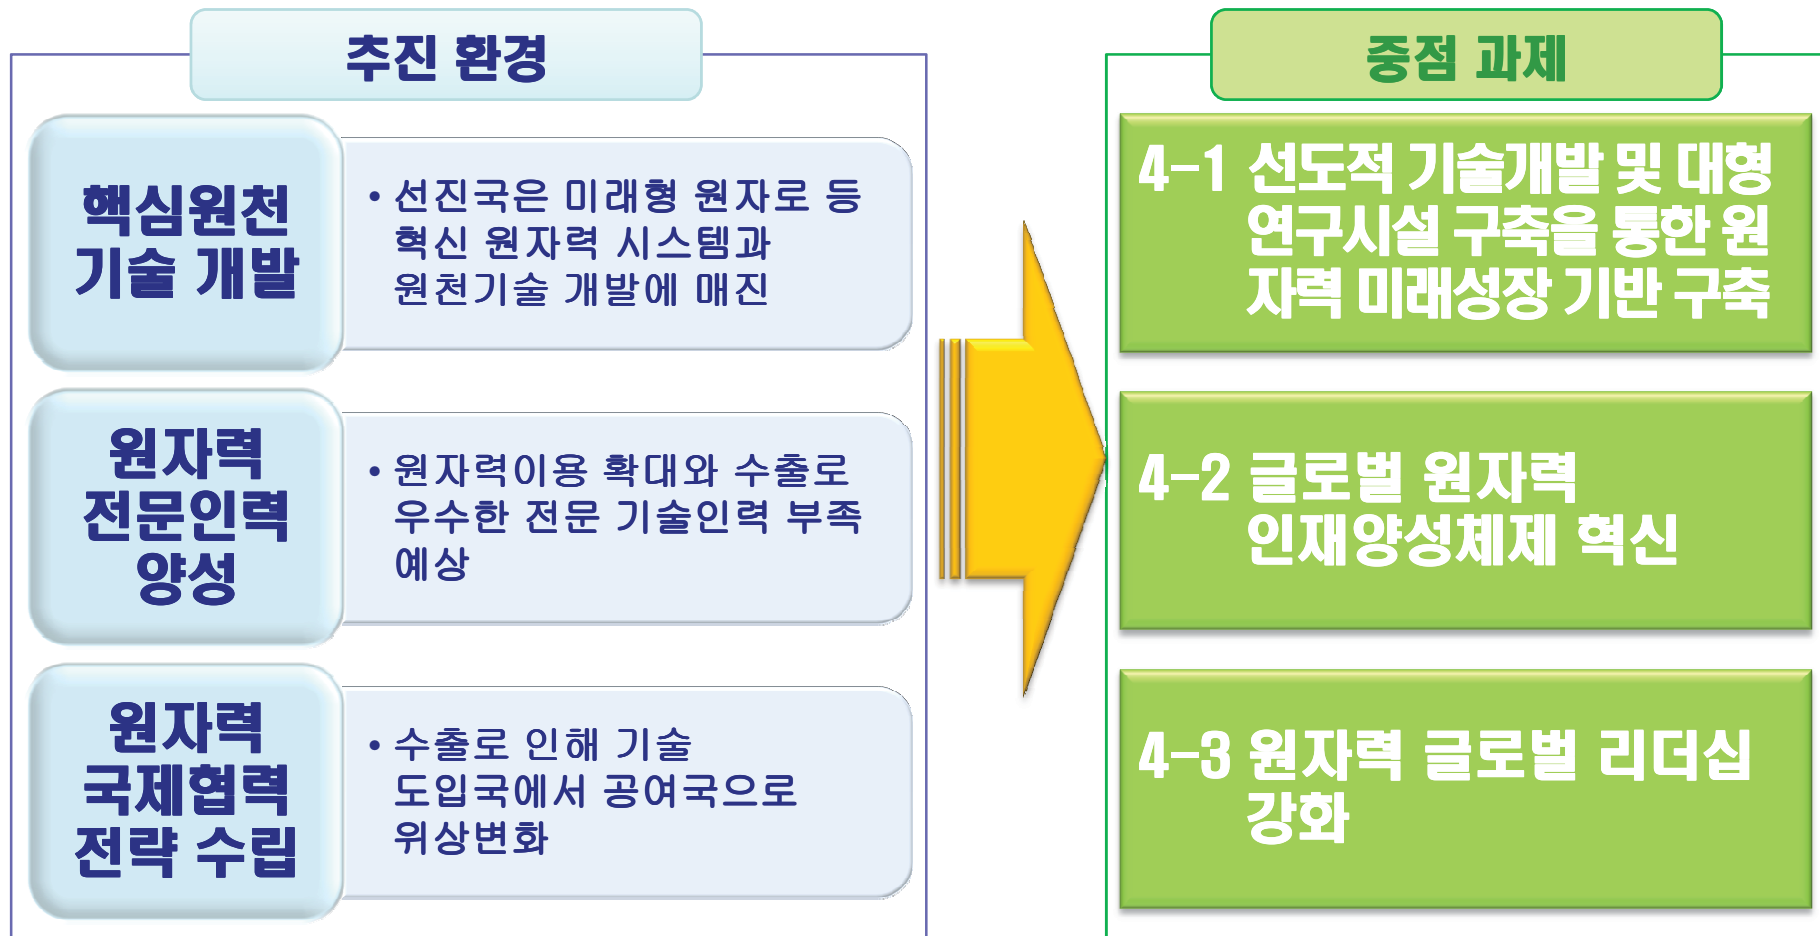 추진 환경
핵심원천
기술 개발
• 선진국은 미래형 원자로 등
혁신 원자력 시스템과
원천기술 개발에 매진
원자력
전문인력
양성
• 원자력이용 확대와 수출로
우수한 전문 기술인력 부족
예상
원자력
국제협력
전략 수립
• 수출로 인해 기술
도입국에서 공여국으로
위상변화
중점 과제
4-1 선도적 기술개발 및 대형
연구시설 구축을 통한 원
자력 미래성장 기반 구축
4-2 글로벌 원자력
인재양성체제 혁신
4-3 원자력 글로벌 리더십
강화